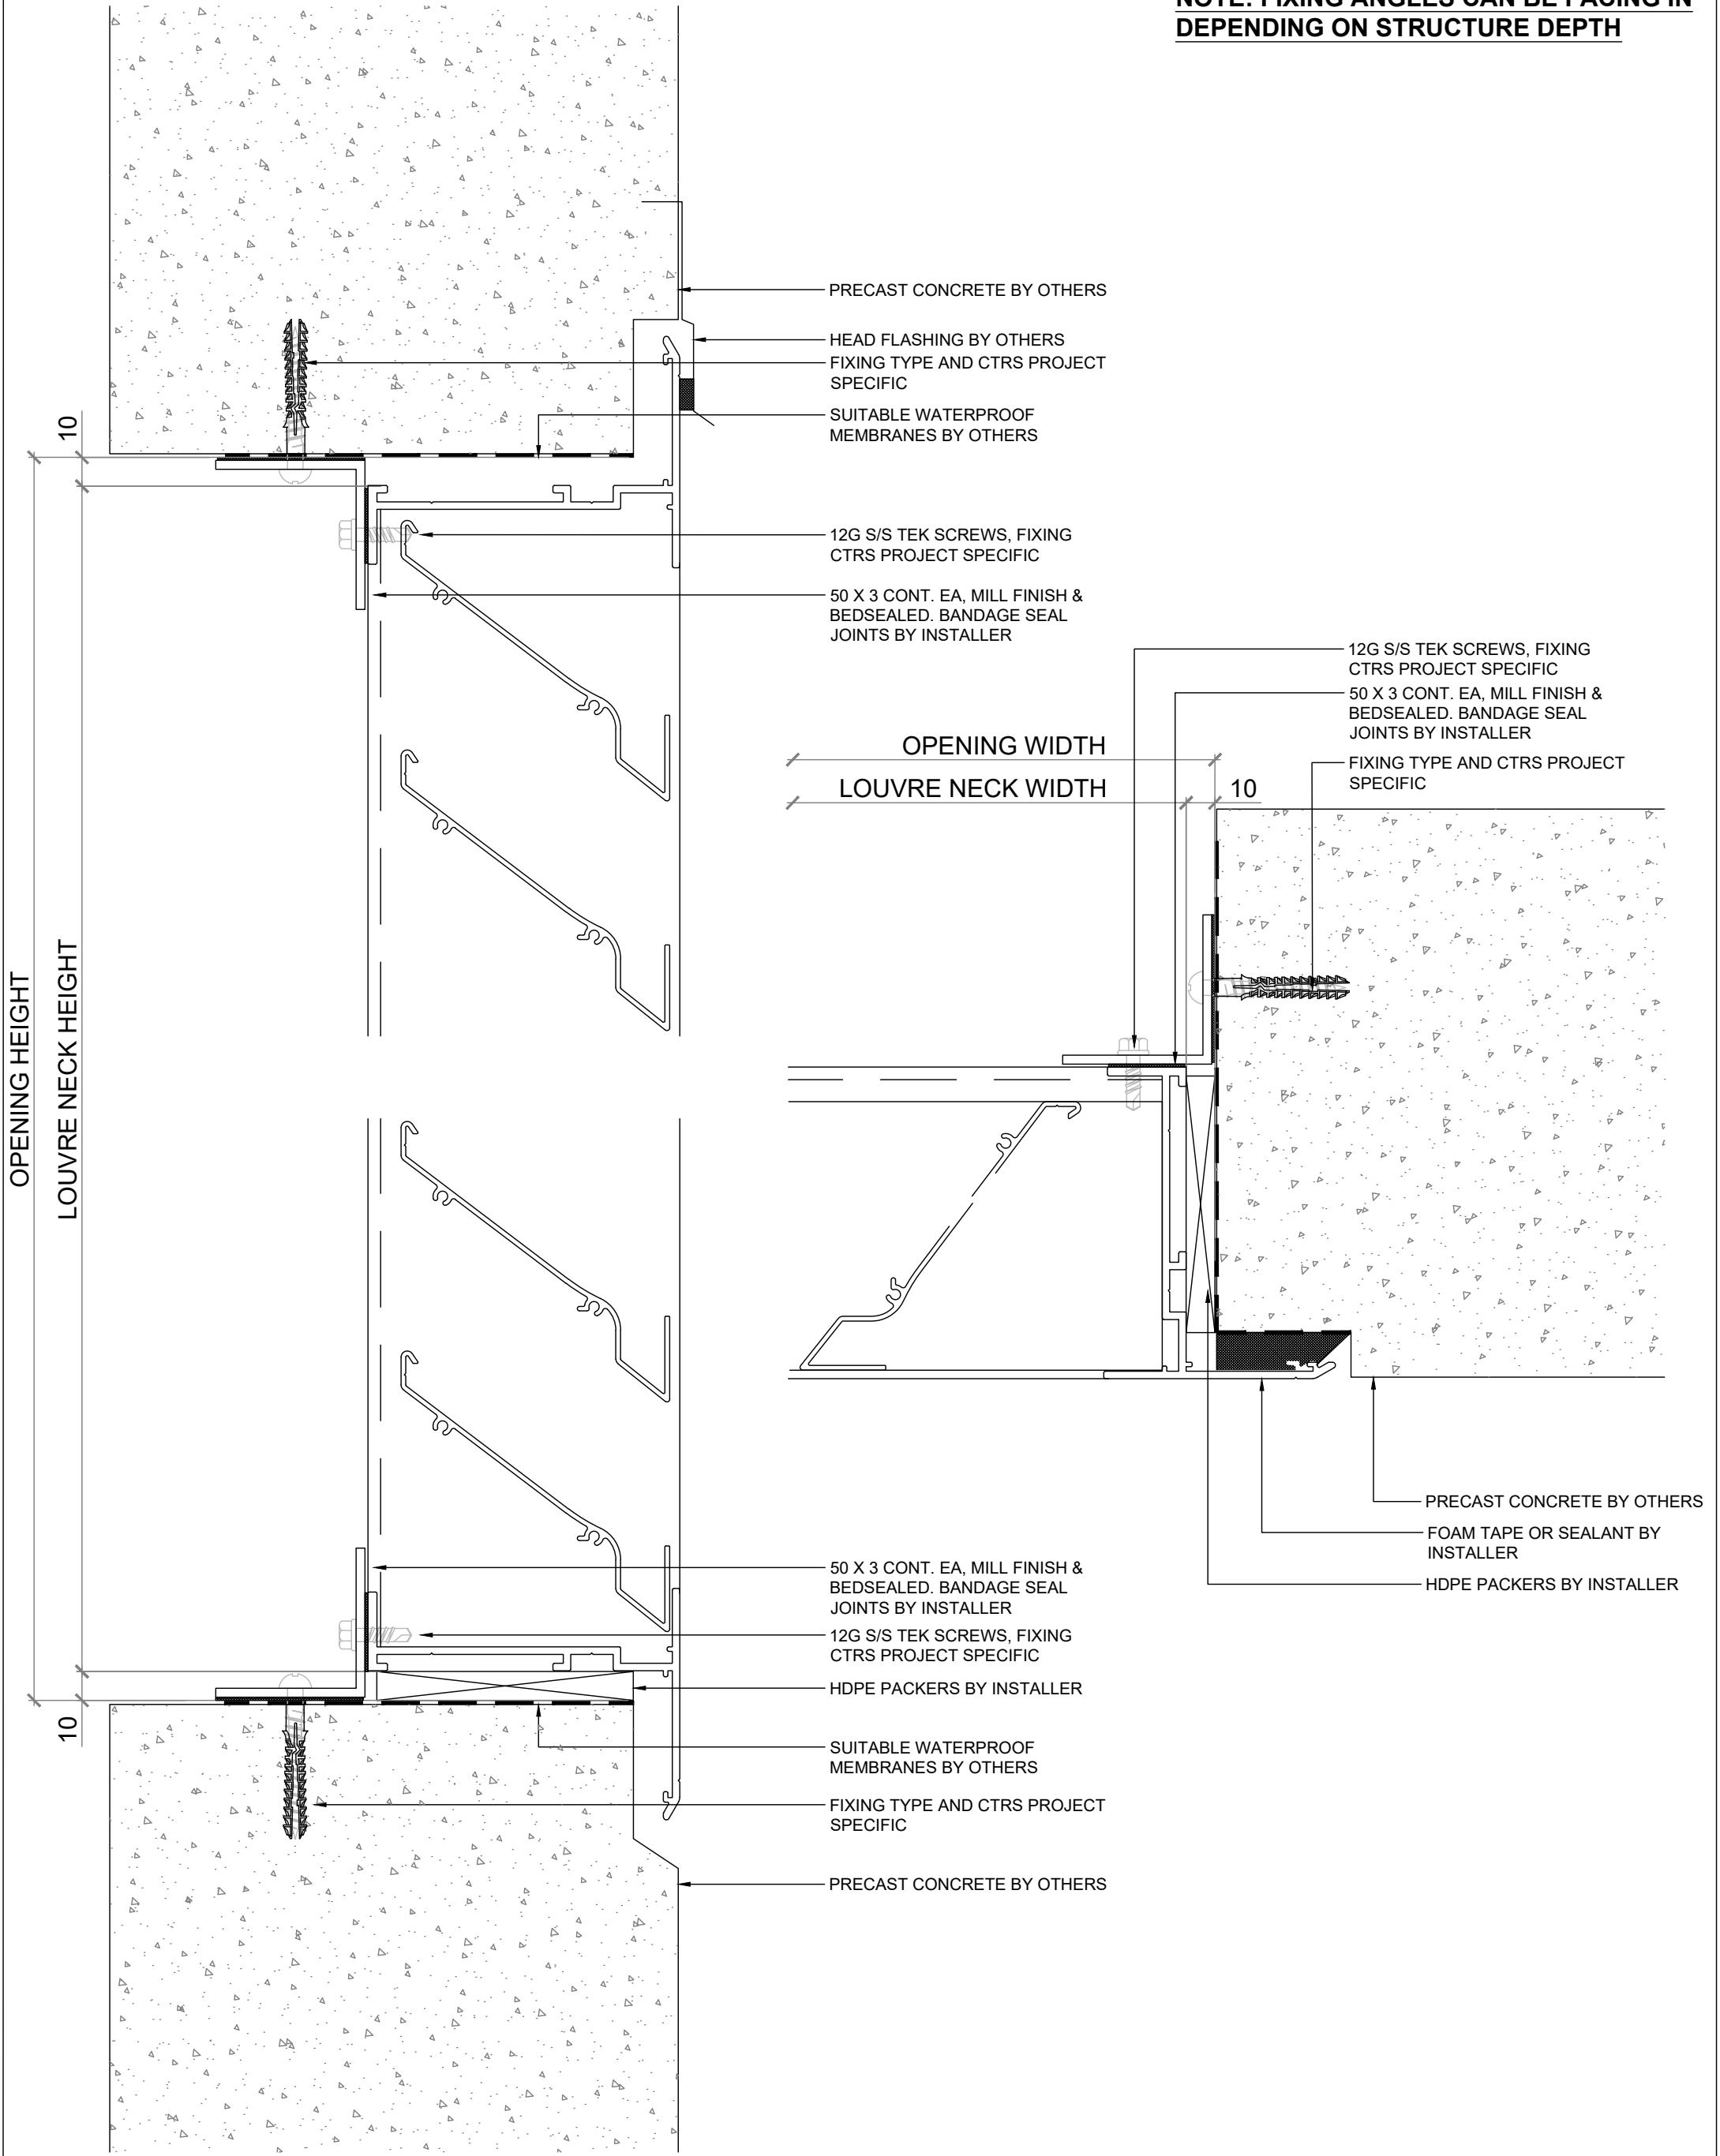 NOTE: FIXING ANGLES CAN BE FACING IN
DEPENDING ON STRUCTURE DEPTH
PRECAST CONCRETE BY OTHERS
HEAD FLASHING BY OTHERS
FIXING TYPE AND CTRS PROJECT
SPECIFIC
SUITABLE WATERPROOF
MEMBRANES BY OTHERS
10
12G S/S TEK SCREWS, FIXING
CTRS PROJECT SPECIFIC
50 X 3 CONT. EA, MILL FINISH &
BEDSEALED. BANDAGE SEAL
JOINTS BY INSTALLER
OPENING HEIGHT
LOUVRE NECK HEIGHT
12G S/S TEK SCREWS, FIXING
CTRS PROJECT SPECIFIC
50 X 3 CONT. EA, MILL FINISH &
BEDSEALED. BANDAGE SEAL
JOINTS BY INSTALLER
FIXING TYPE AND CTRS PROJECT
SPECIFIC
OPENING WIDTH
LOUVRE NECK WIDTH
10
PRECAST CONCRETE BY OTHERS
FOAM TAPE OR SEALANT BY
INSTALLER
HDPE PACKERS BY INSTALLER
50 X 3 CONT. EA, MILL FINISH &
BEDSEALED. BANDAGE SEAL
JOINTS BY INSTALLER
12G S/S TEK SCREWS, FIXING
CTRS PROJECT SPECIFIC
HDPE PACKERS BY INSTALLER
10
SUITABLE WATERPROOF
MEMBRANES BY OTHERS
FIXING TYPE AND CTRS PROJECT
SPECIFIC
PRECAST CONCRETE BY OTHERS